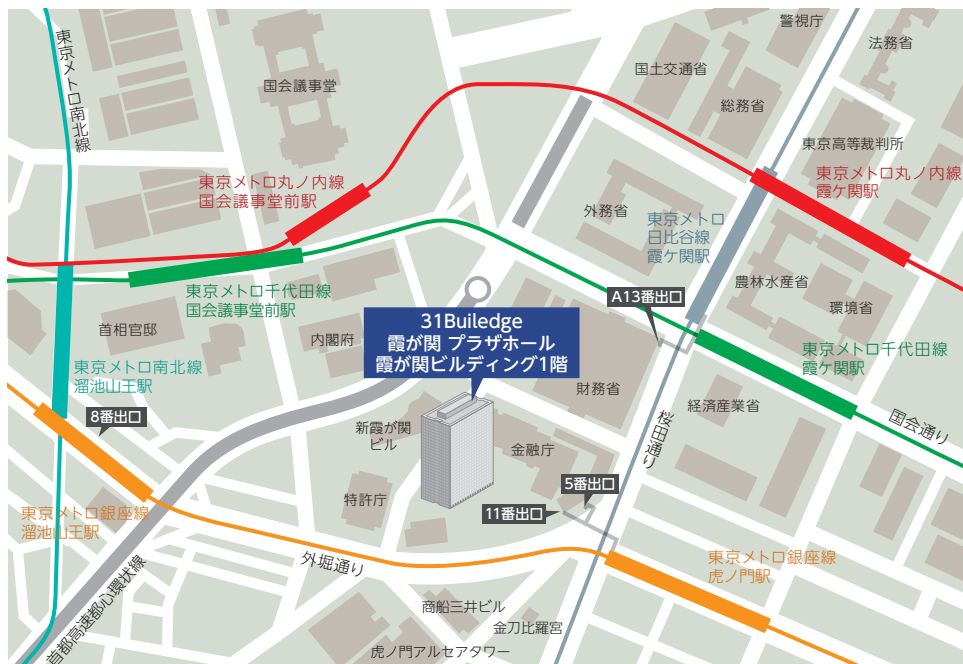 警視庁
法務省
東京メトロ南北線
国会議事堂
国土交通省
総務省
東京高等裁判所
東京メトロ丸ノ内線
国会議事堂前駅
東京メトロ丸ノ内線
霞ケ関駅
外務省
東京メトロ
日比谷線
霞ケ関駅
農林水産省
環境省
A13番出口
東京メトロ千代田線
国会議事堂前駅
首相官邸
内閣府
31Builedge
霞が関 プラザホール
霞が関ビルディング1階
東京メトロ千代田線
霞ケ関駅
東京メトロ南北線
溜池山王駅
財務省
経済産業省
8番出口
新霞が関
ビル
金融庁
桜田通り
国会通り
特許庁
5番出口
11番出口
東京メトロ銀座線
溜池山王駅
外堀通り
東京メトロ銀座線
虎ノ門駅
首都高速都心環状線
商船三井ビル
金刀比羅宮
虎ノ門アルセアタワー